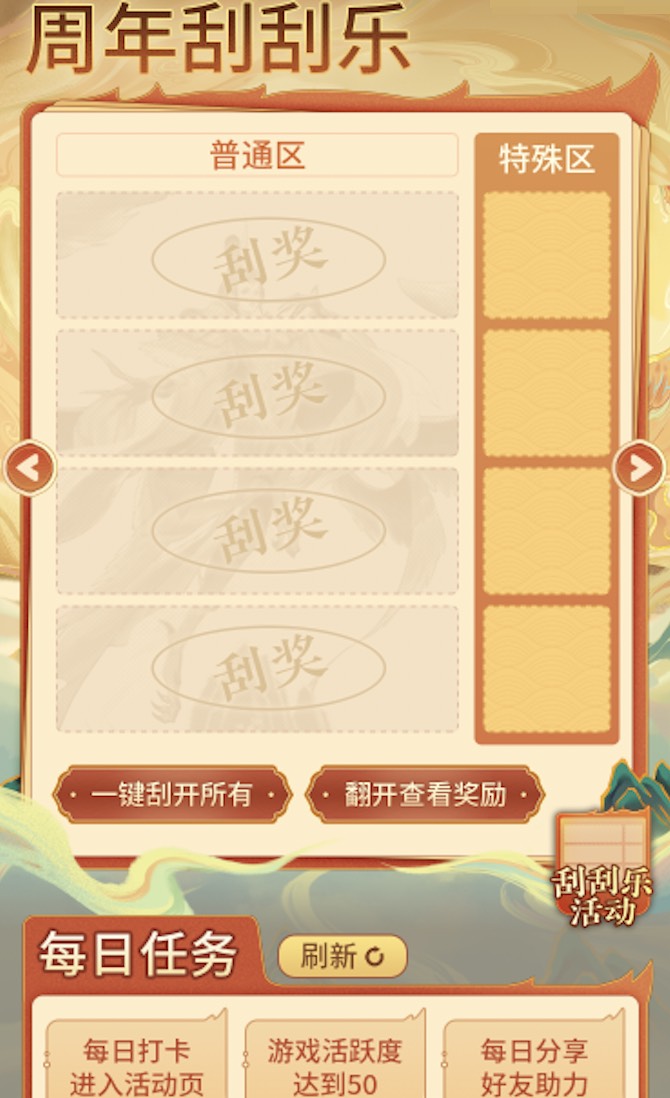 周年刮刮乐
普通区
特殊区
刮奖
刮奖
刮奖
刮奖
一键刮开所有
翻开查看奖励
刮刮乐
活动
每日任务
刷新
每日打卡
进入活动页
游戏活跃度
达到50
每日分享
好友助力